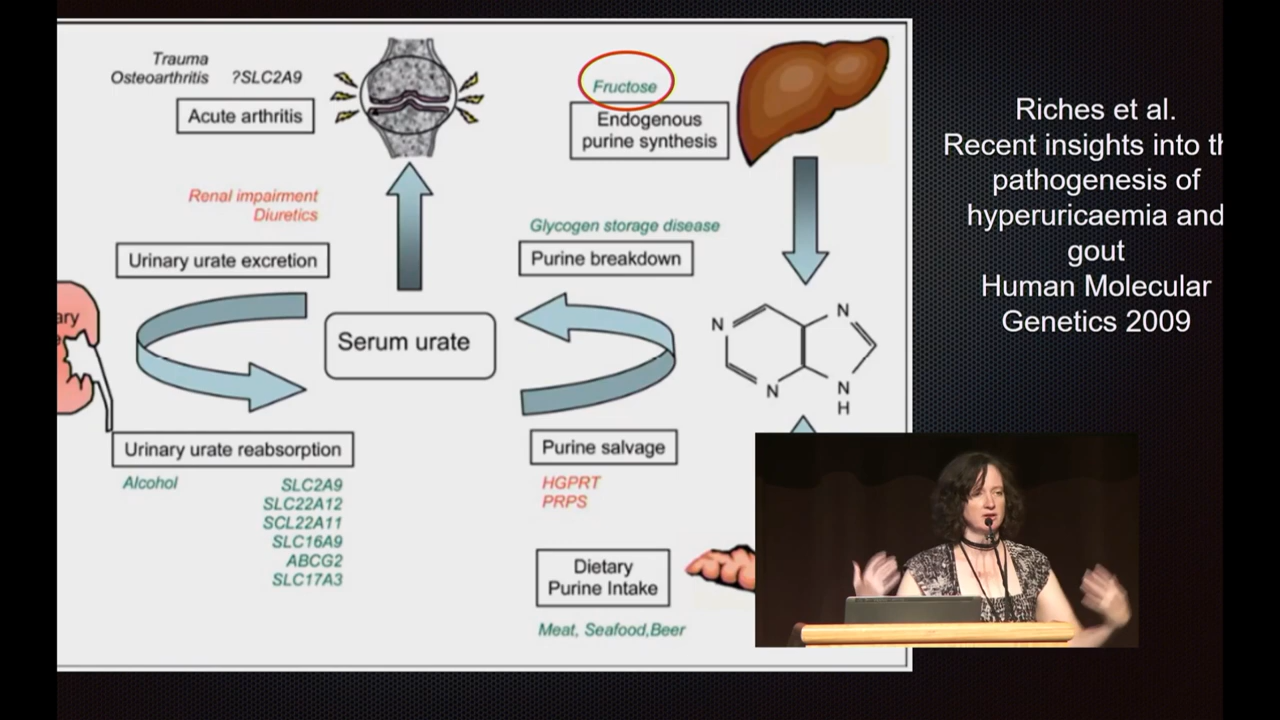 Trauma
Osteoarthritis ?SLC2A9
Acute arthritis
Fructose
Endogenous
purine synthesis
Renal impairment
Diuretics
Urinary urate excretion
Glycogen storage disease
Purine breakdown
Serum urate
N
N
N
N
H
Urinary urate reabsorption
Alcohol
SLC2A9
SLC22A12
SCL22A11
SLC16A9
ABCG2
SLC17A3
Purine salvage
HGPRT
PRPS
Dietary
Purine Intake
Meat, Seafood,Beer
Riches et al.
Recent insights into th
pathogenesis of
hyperuricaemia and
gout
Human Molecular
Genetics 2009